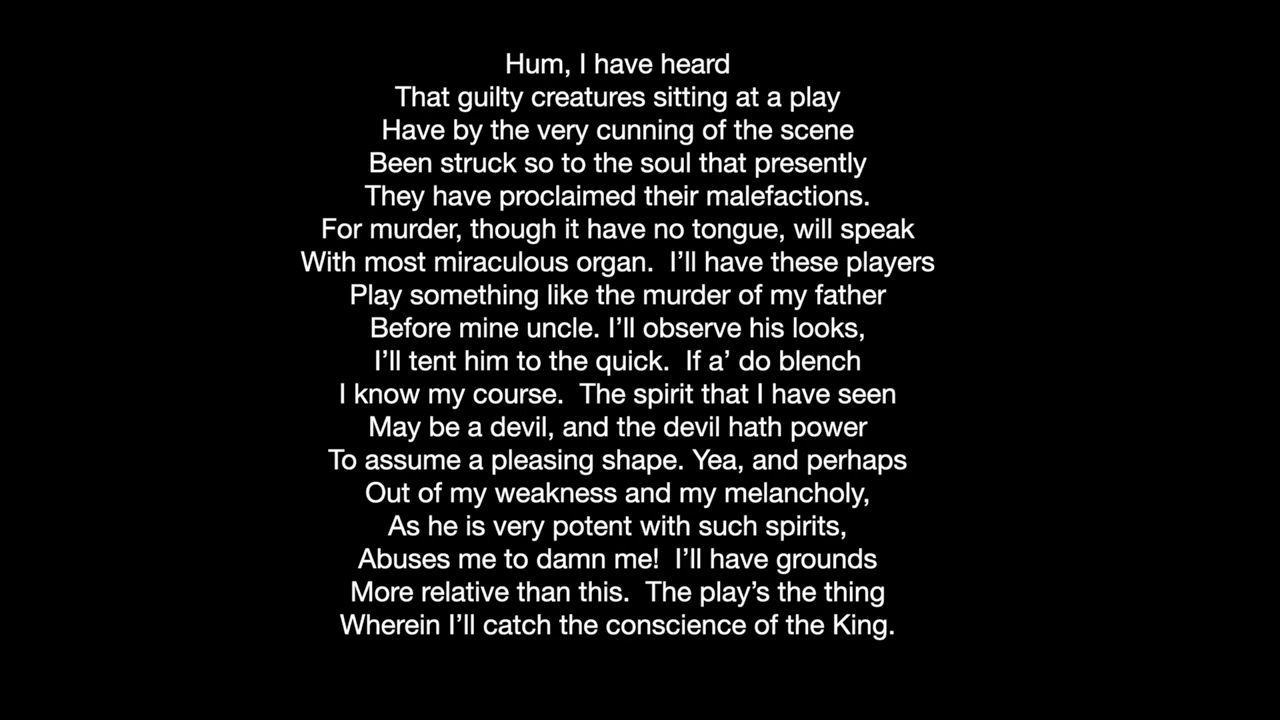 Hum, I have heard
That guilty creatures sitting at a play
Have by the very cunning of the scene
Been struck so to the soul that presently
They have proclaimed their malefactions.
For murder, though it have no tongue, will speak
With most miraculous organ.  I’ll have these players
Play something like the murder of my father
Before mine uncle. I’ll observe his looks,
I’ll tent him to the quick.  If a’ do blench
I know my course.  The spirit that I have seen
May be a devil, and the devil hath power
To assume a pleasing shape. Yea, and perhaps
Out of my weakness and my melancholy,
As he is very potent with such spirits,
Abuses me to damn me!  I’ll have grounds
More relative than this.  The play’s the thing
Wherein I’ll catch the conscience of the King.